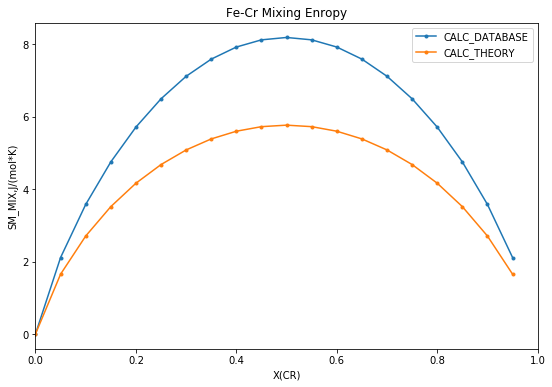 Fe-Cr Mixing Enropy
CALC_DATABASE
CALC_THEORY
SM_MIX,J/(mol*K)
8
6
4
2
0
0.0 0.2 0.4 0.6 0.8 1.0
X(CR)